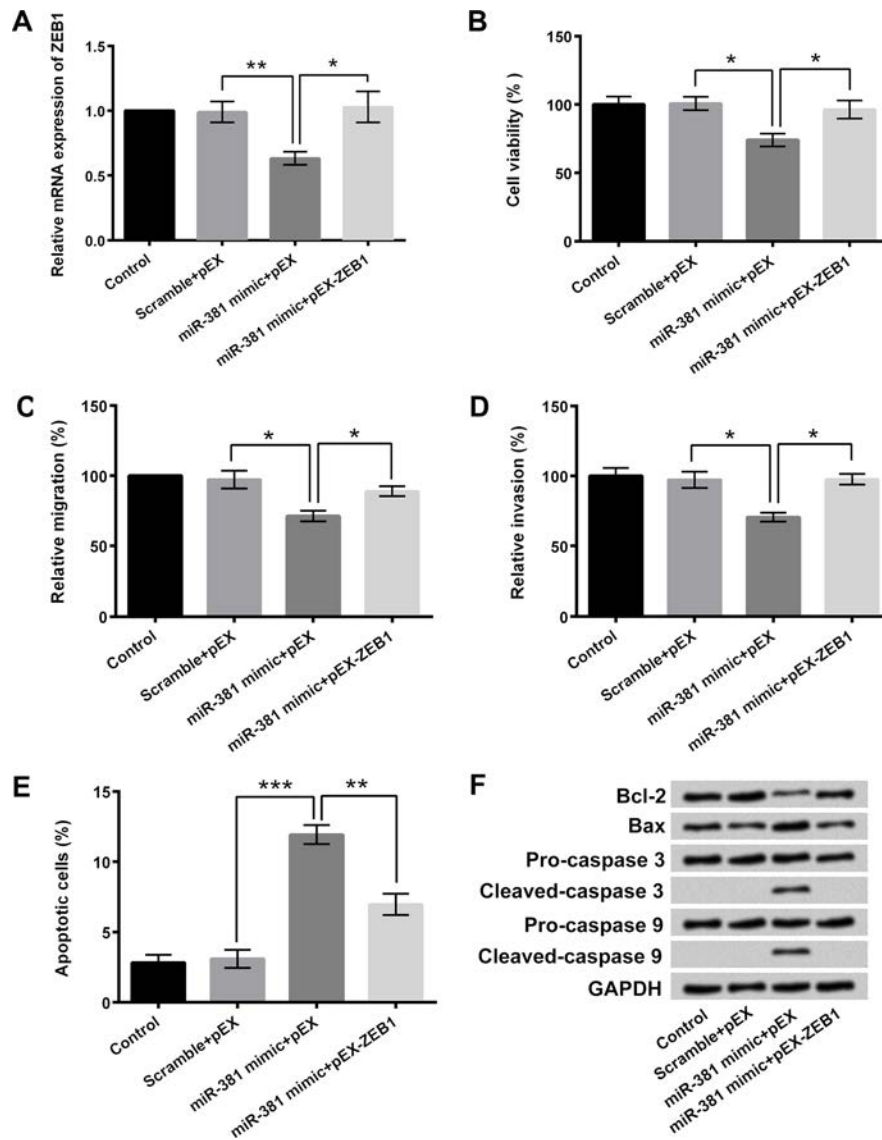 A
Relative mRNA expression of ZEB1
1.5
1.0
0.5
0.0
**
*
Control
Scramble+pEX
miR-381 mimic+pEX
miR-381 mimic+pEX-ZEB1
B
Cell viability (%)
150
100
50
0
*
*
Control
Scramble+pEX
miR-381 mimic+pEX
miR-381 mimic+pEX-ZEB1
C
Relative migration (%)
150
100
50
0
*
*
Control
Scramble+pEX
miR-381 mimic+pEX
miR-381 mimic+pEX-ZEB1
D
Relative invasion (%)
150
100
50
0
*
*
Control
Scramble+pEX
miR-381 mimic+pEX
miR-381 mimic+pEX-ZEB1
E
Apoptotic cells (%)
15
10
5
0
***
**
Control
Scramble+pEX
miR-381 mimic+pEX
miR-381 mimic+pEX-ZEB1
F
Bcl-2
Bax
Pro-caspase 3
Cleaved-caspase 3
Pro-caspase 9
Cleaved-caspase 9
GAPDH
Control
Scramble+pEX
miR-381 mimic+pEX
miR-381 mimic+pEX-ZEB1